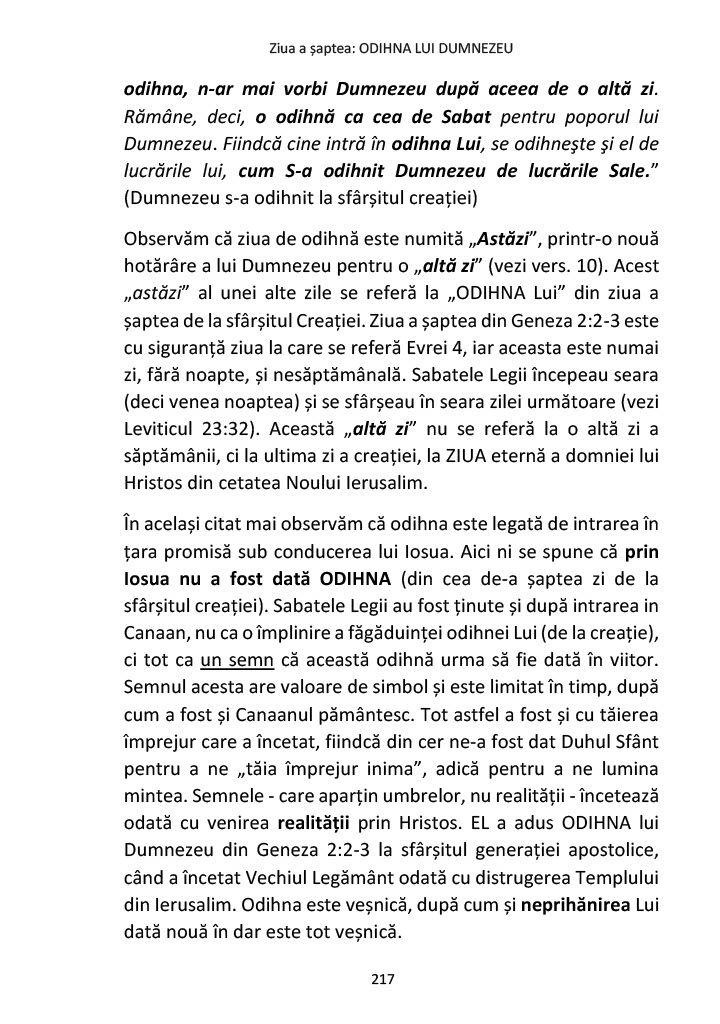 Ziua a șaptea: ODIHNA LUI DUMNEZEU
odihna, n-ar mai vorbi Dumnezeu după aceea de o altă zi.
Rămâne, deci, o odihnă ca cea de Sabat pentru poporul lui
Dumnezeu. Fiindcă cine intră în odihna Lui, se odihneşte şi el de
lucrările lui, cum S-a odihnit Dumnezeu de lucrările Sale.”
(Dumnezeu s-a odihnit la sfârșitul creației)
Observăm că ziua de odihnă este numită „Astăzi”, printr-o nouă
hotărâre a lui Dumnezeu pentru o „altă zi” (vezi vers. 10). Acest
„astăzi” al unei alte zile se referă la „ODIHNA Lui” din ziua a
șaptea de la sfârșitul Creației. Ziua a șaptea din Geneza 2:2-3 este
cu siguranță ziua la care se referă Evrei 4, iar aceasta este numai
zi, fără noapte, și nesăptămânală. Sabatele Legii începeau seara
(deci venea noaptea) și se sfârșeau în seara zilei următoare (vezi
Leviticul 23:32). Această „altă zi” nu se referă la o altă zi a
săptămânii, ci la ultima zi a creației, la ZIUA eternă a domniei lui
Hristos din cetatea Noului Ierusalim.
În același citat mai observăm că odihna este legată de intrarea în
țara promisă sub conducerea lui Iosua. Aici ni se spune că prin
Iosua nu a fost dată ODIHNA (din cea de-a șaptea zi de la
sfârșitul creației). Sabatele Legii au fost ținute și după intrarea in
Canaan, nu ca o împlinire a făgăduinței odihnei Lui (de la creație),
ci tot ca un semn că această odihnă urma să fie dată în viitor.
Semnul acesta are valoare de simbol și este limitat în timp, după
cum a fost și Canaanul pământesc. Tot astfel a fost și cu tăierea
împrejur care a încetat, fiindcă din cer ne-a fost dat Duhul Sfânt
pentru a ne „tăia împrejur inima”, adică pentru a ne lumina
mintea. Semnele - care aparțin umbrelor, nu realității - încetează
odată cu venirea realității prin Hristos. EL a adus ODIHNA lui
Dumnezeu din Geneza 2:2-3 la sfârșitul generației apostolice,
când a încetat Vechiul Legământ odată cu distrugerea Templului
din Ierusalim. Odihna este veșnică, după cum și neprihănirea Lui
dată nouă în dar este tot veșnică.
217